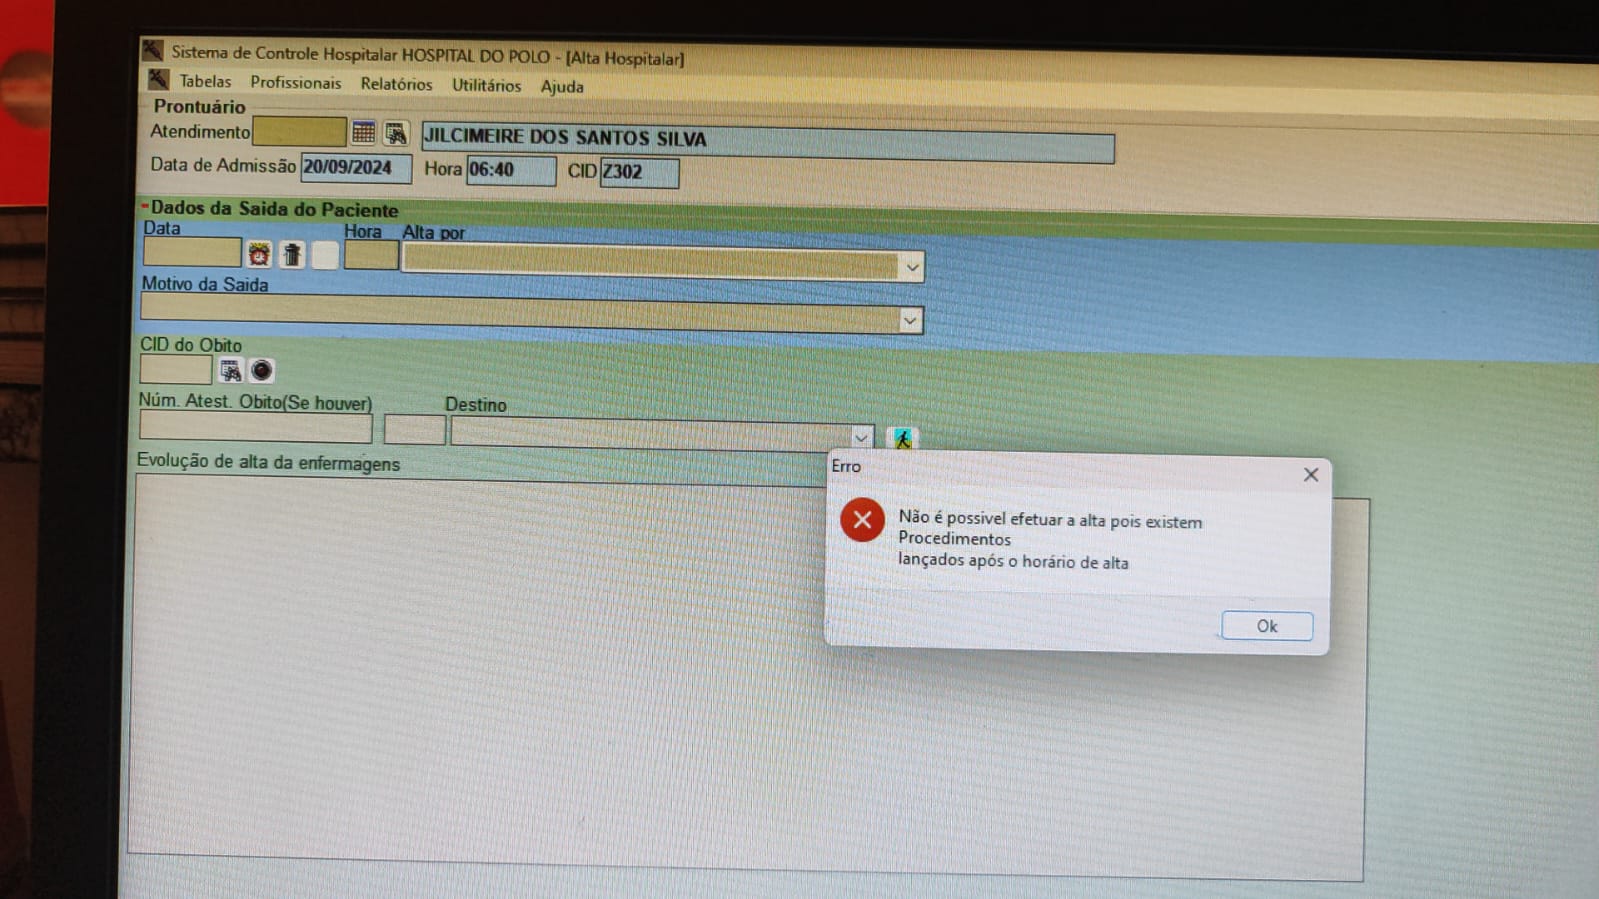 Sistema de Controle Hospitalar HOSPITAL DO POLO - [Alta Hospitalar]
Tabelas Profissionais Relatórios Utilitários Ajuda
Prontuário
Atendimento JILCIMEIRE DOS SANTOS SILVA
Data de Admissão 20/09/2024 Hora 06:40 CID Z302
Dados da Saida do Paciente
Data Hora Alta por
Motivo da Saida
CID do Obito
Núm. Atest. Obito(Se houver) Destino
Evolução de alta da enfermagens
Erro
Não é possivel efetuar a alta pois existem
Procedimentos
lançados após o horário de alta
Ok